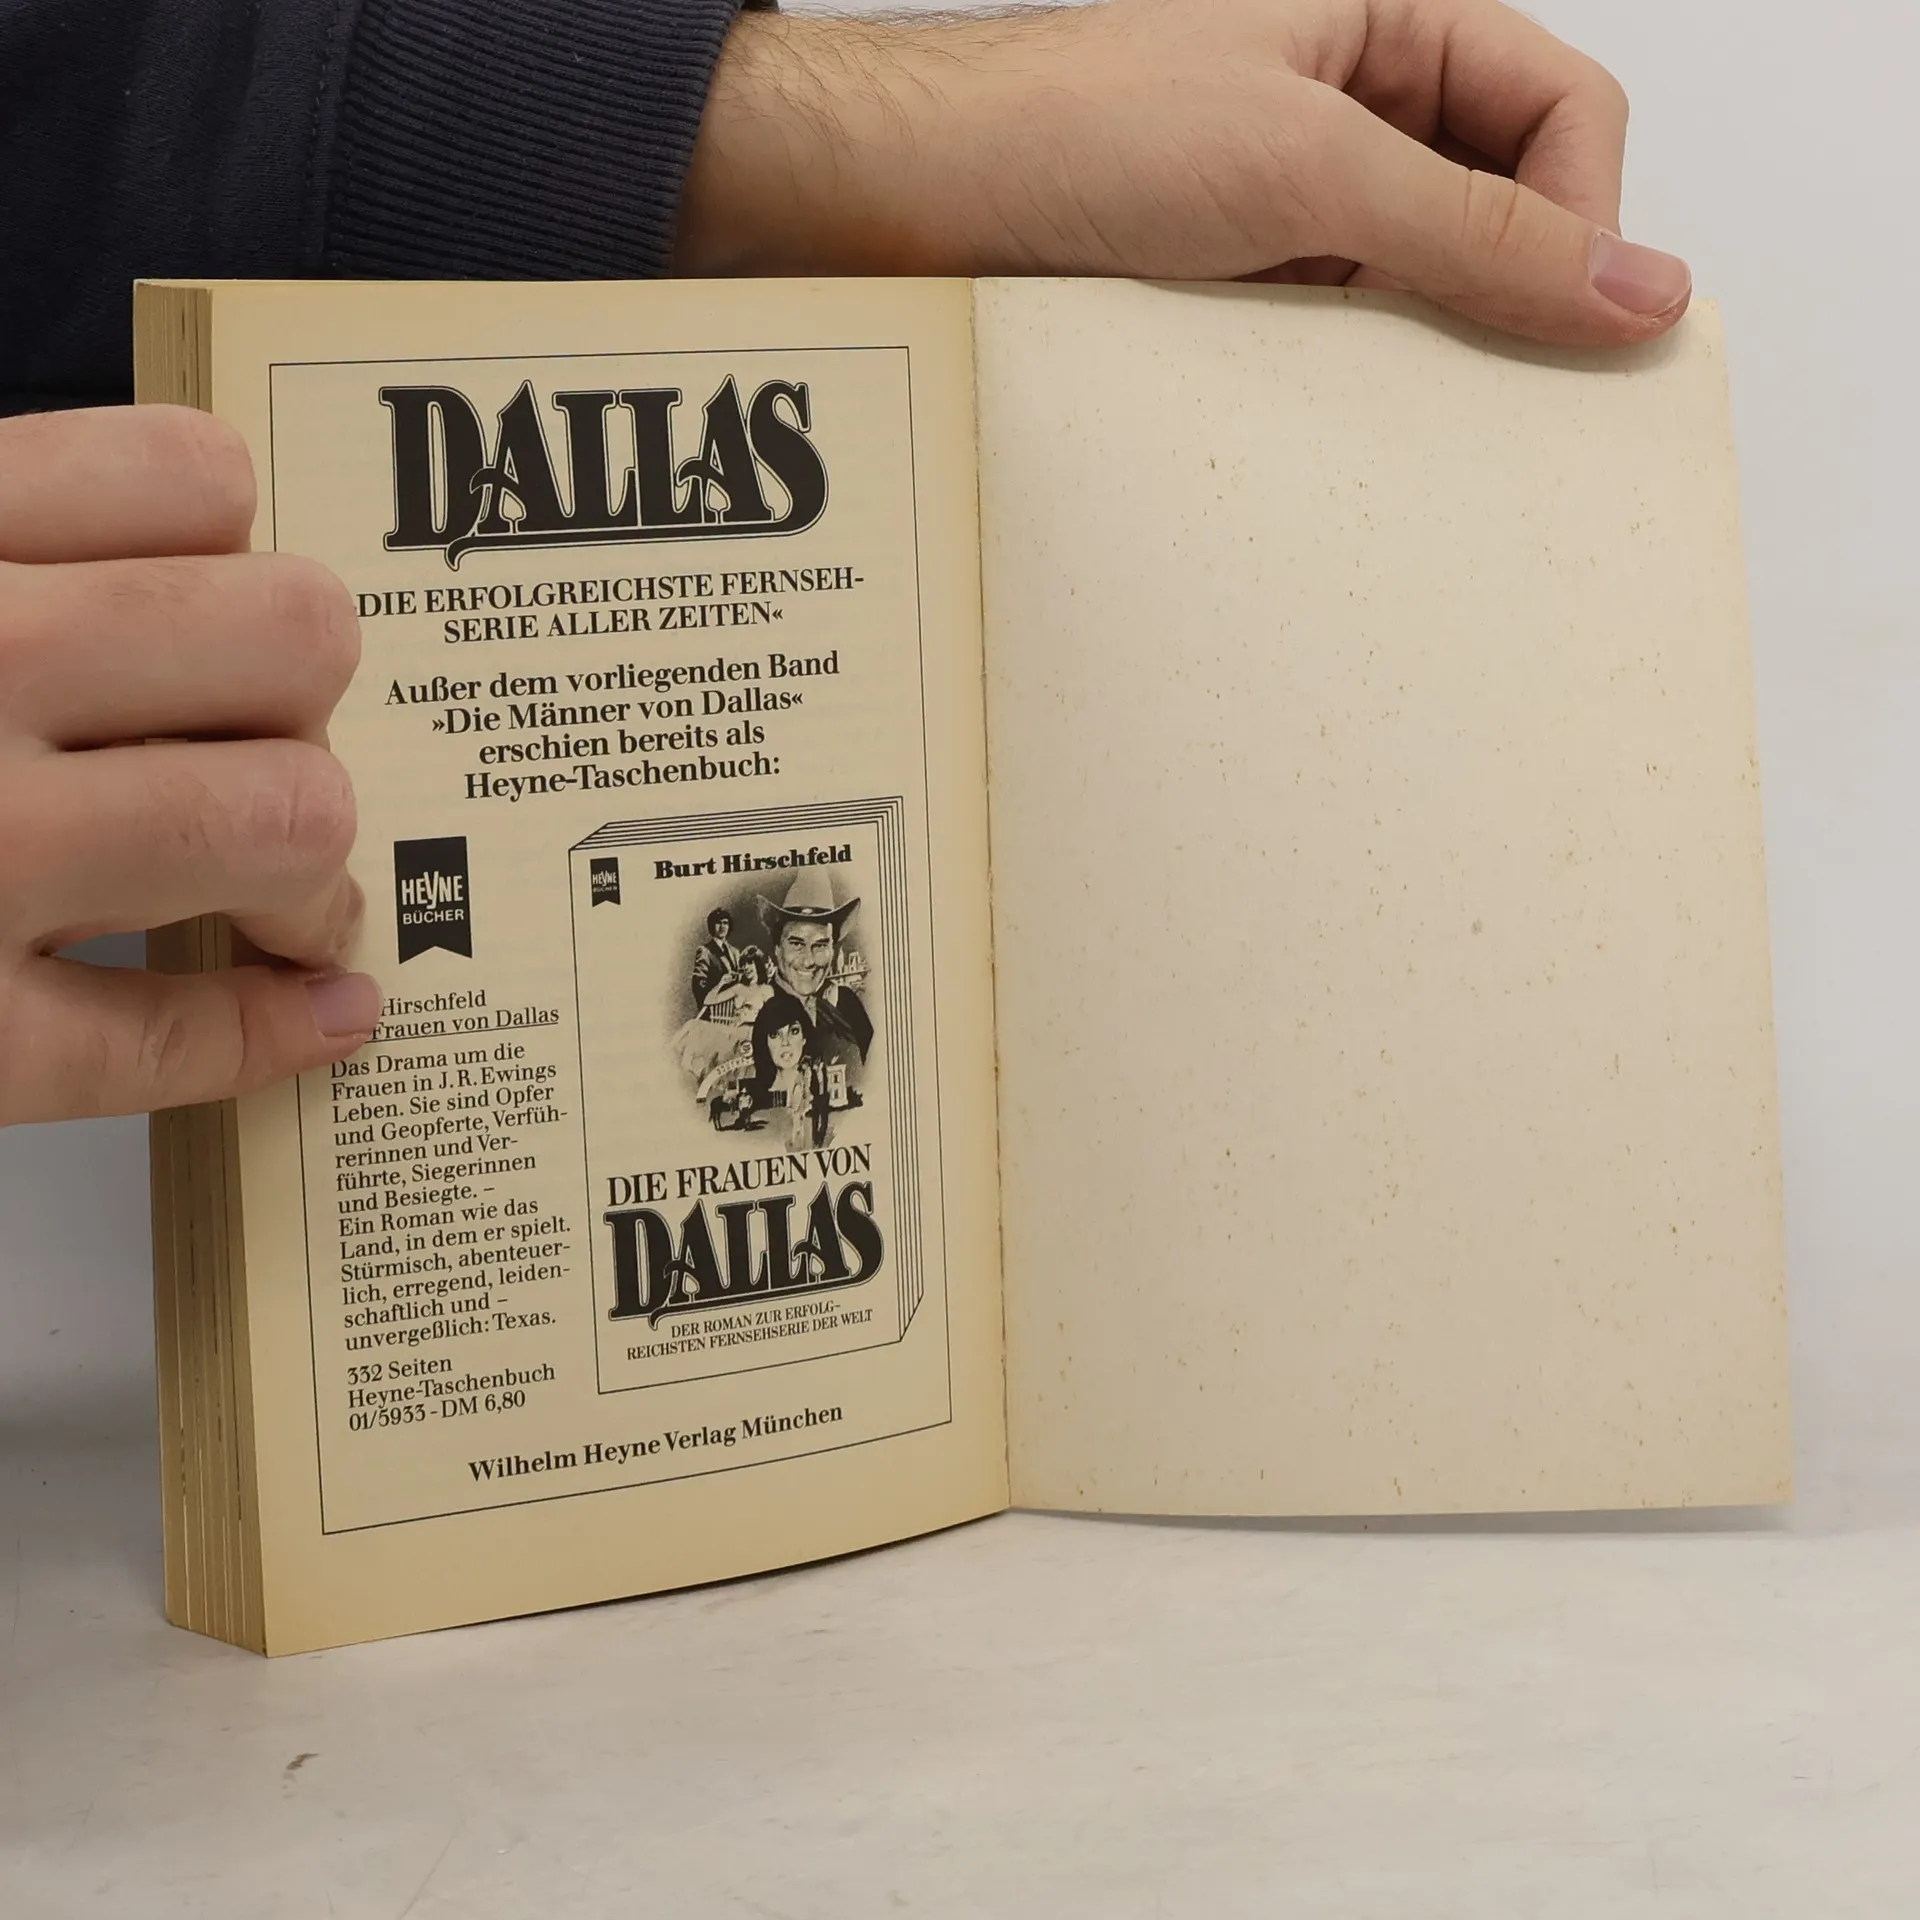 DALLAS
DIE ERFOLGREICHSTE FERNSEH-
SERIE ALLER ZEITEN«
Außer dem vorliegenden Band
»Die Männer von Dallas«
erschien bereits als
Heyne-Taschenbuch:
HEYNE
BÜCHER
Hirschfeld
Frauen von Dallas
Das Drama um die
Frauen in J.R. Ewings
Leben. Sie sind Opfer
und Geopferte, Verfüh-
rerinnen und Ver-
führte, Siegerinnen
und Besiegte. –
Ein Roman wie das
Land, in dem er spielt.
Stürmisch, abenteuer-
lich, erregend, leiden-
schaftlich und –
unvergeßlich: Texas.
332 Seiten
Heyne-Taschenbuch
01/5933 - DM 6,80
HEYNE
BÜCHER
Burt Hirschfeld
DIE FRAUEN VON
DALLAS
DER ROMAN ZUR ERFOLG-
REICHSTEN FERNSEHSERIE DER WELT
Wilhelm Heyne Verlag München